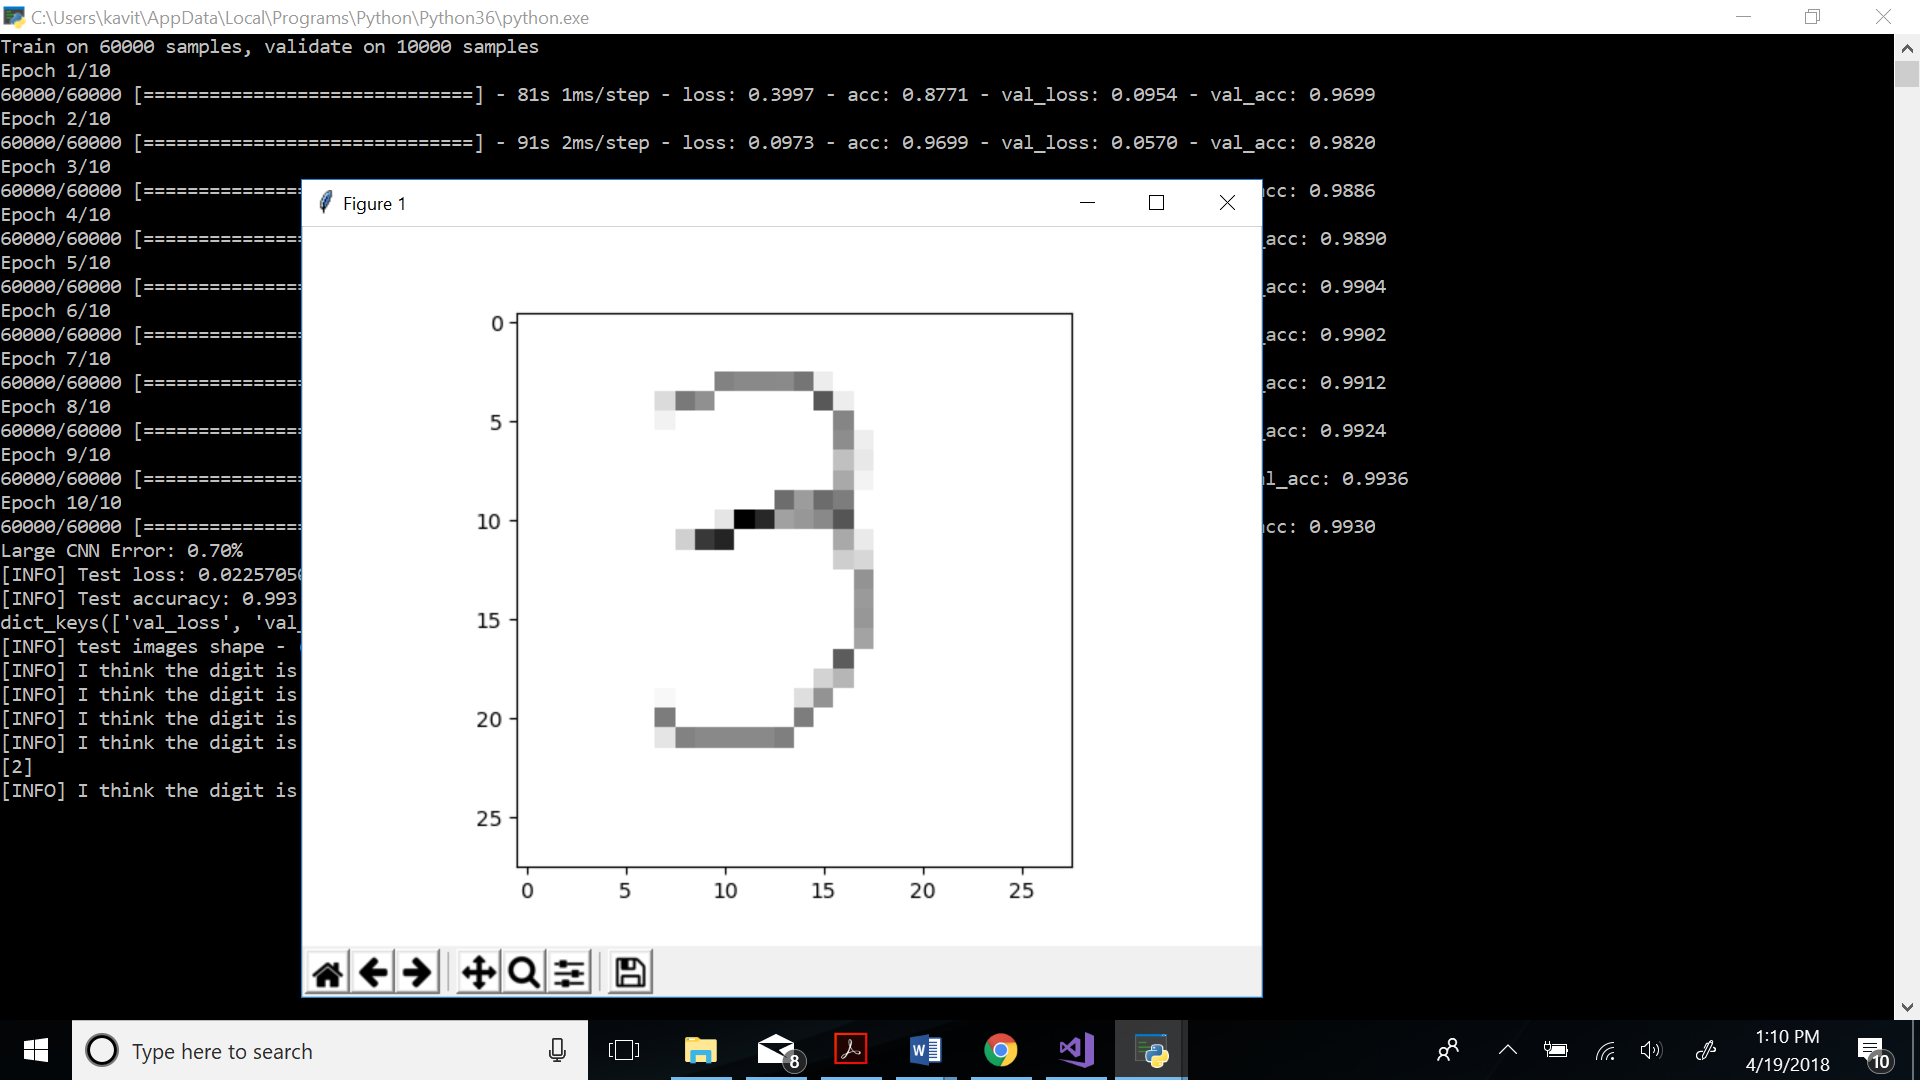 C:\Users\kavit\AppData\Local\Programs\Python\Python36\python.exe
Train on 60000 samples, validate on 10000 samples
Epoch 1/10
60000/60000 [==============================] - 81s 1ms/step - loss: 0.3997 - acc: 0.8771 - val_loss: 0.0954 - val_acc: 0.9699
Epoch 2/10
60000/60000 [==============================] - 91s 2ms/step - loss: 0.0973 - acc: 0.9699 - val_loss: 0.0570 - val_acc: 0.9820
Epoch 3/10
60000/60000 [=============== cc: 0.9886
Epoch 4/10
60000/60000 [=============== acc: 0.9890
Epoch 5/10
60000/60000 [=============== _acc: 0.9904
Epoch 6/10
60000/60000 [=============== acc: 0.9902
Epoch 7/10
60000/60000 [=============== _acc: 0.9912
Epoch 8/10
60000/60000 [=============== acc: 0.9924
Epoch 9/10
60000/60000 [=============== l_acc: 0.9936
Epoch 10/10
60000/60000 [=============== cc: 0.9930
Large CNN Error: 0.70%
[INFO] Test loss: 0.0225705
[INFO] Test accuracy: 0.993
dict_keys(['val_loss', 'val_
[INFO] test images shape -
[INFO] I think the digit is
[INFO] I think the digit is
[INFO] I think the digit is
[INFO] I think the digit is
[2]
[INFO] I think the digit is
Figure 1
0
5
10
15
20
25
0 5 10 15 20 25
3
Type here to search
8
1:10 PM
4/19/2018
10